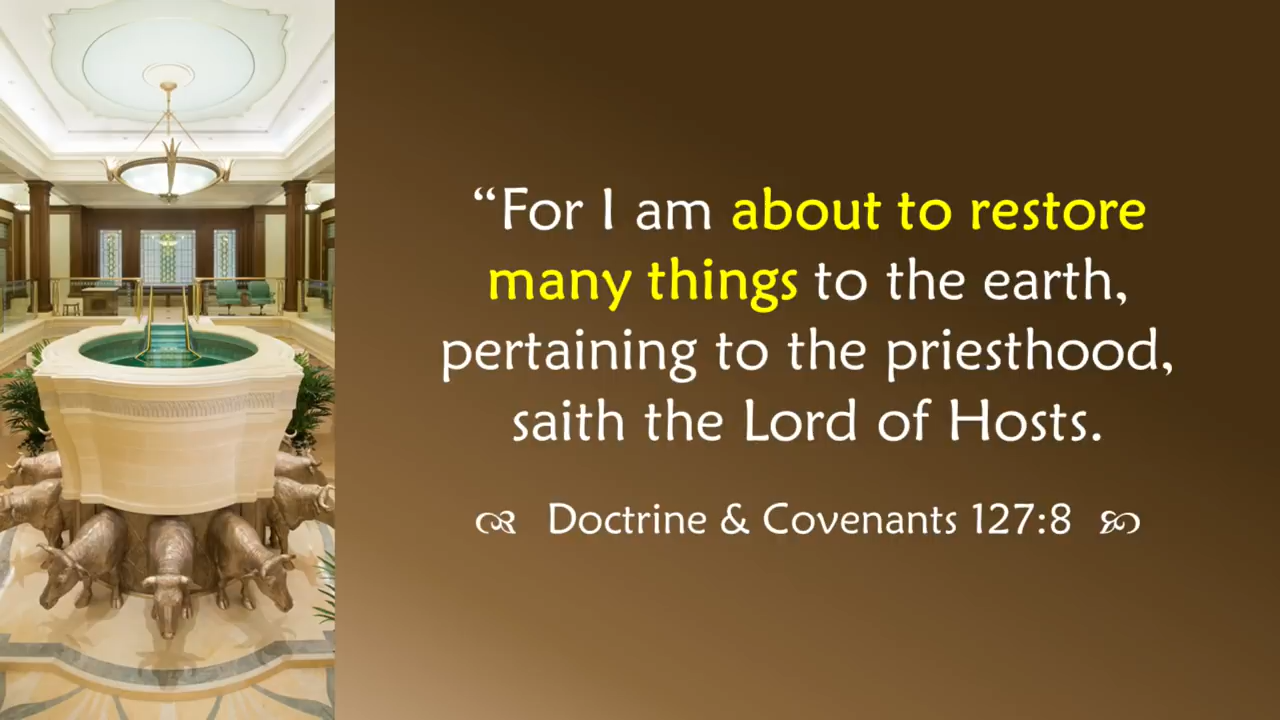 “For I am about to restore
many things to the earth,
pertaining to the priesthood,
saith the Lord of Hosts.
Doctrine & Covenants 127:8